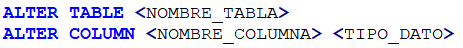 ALTER TABLE <NOMBRE_TABLA>
ALTER COLUMN <NOMBRE_COLUMNA> <TIPO_DATO>